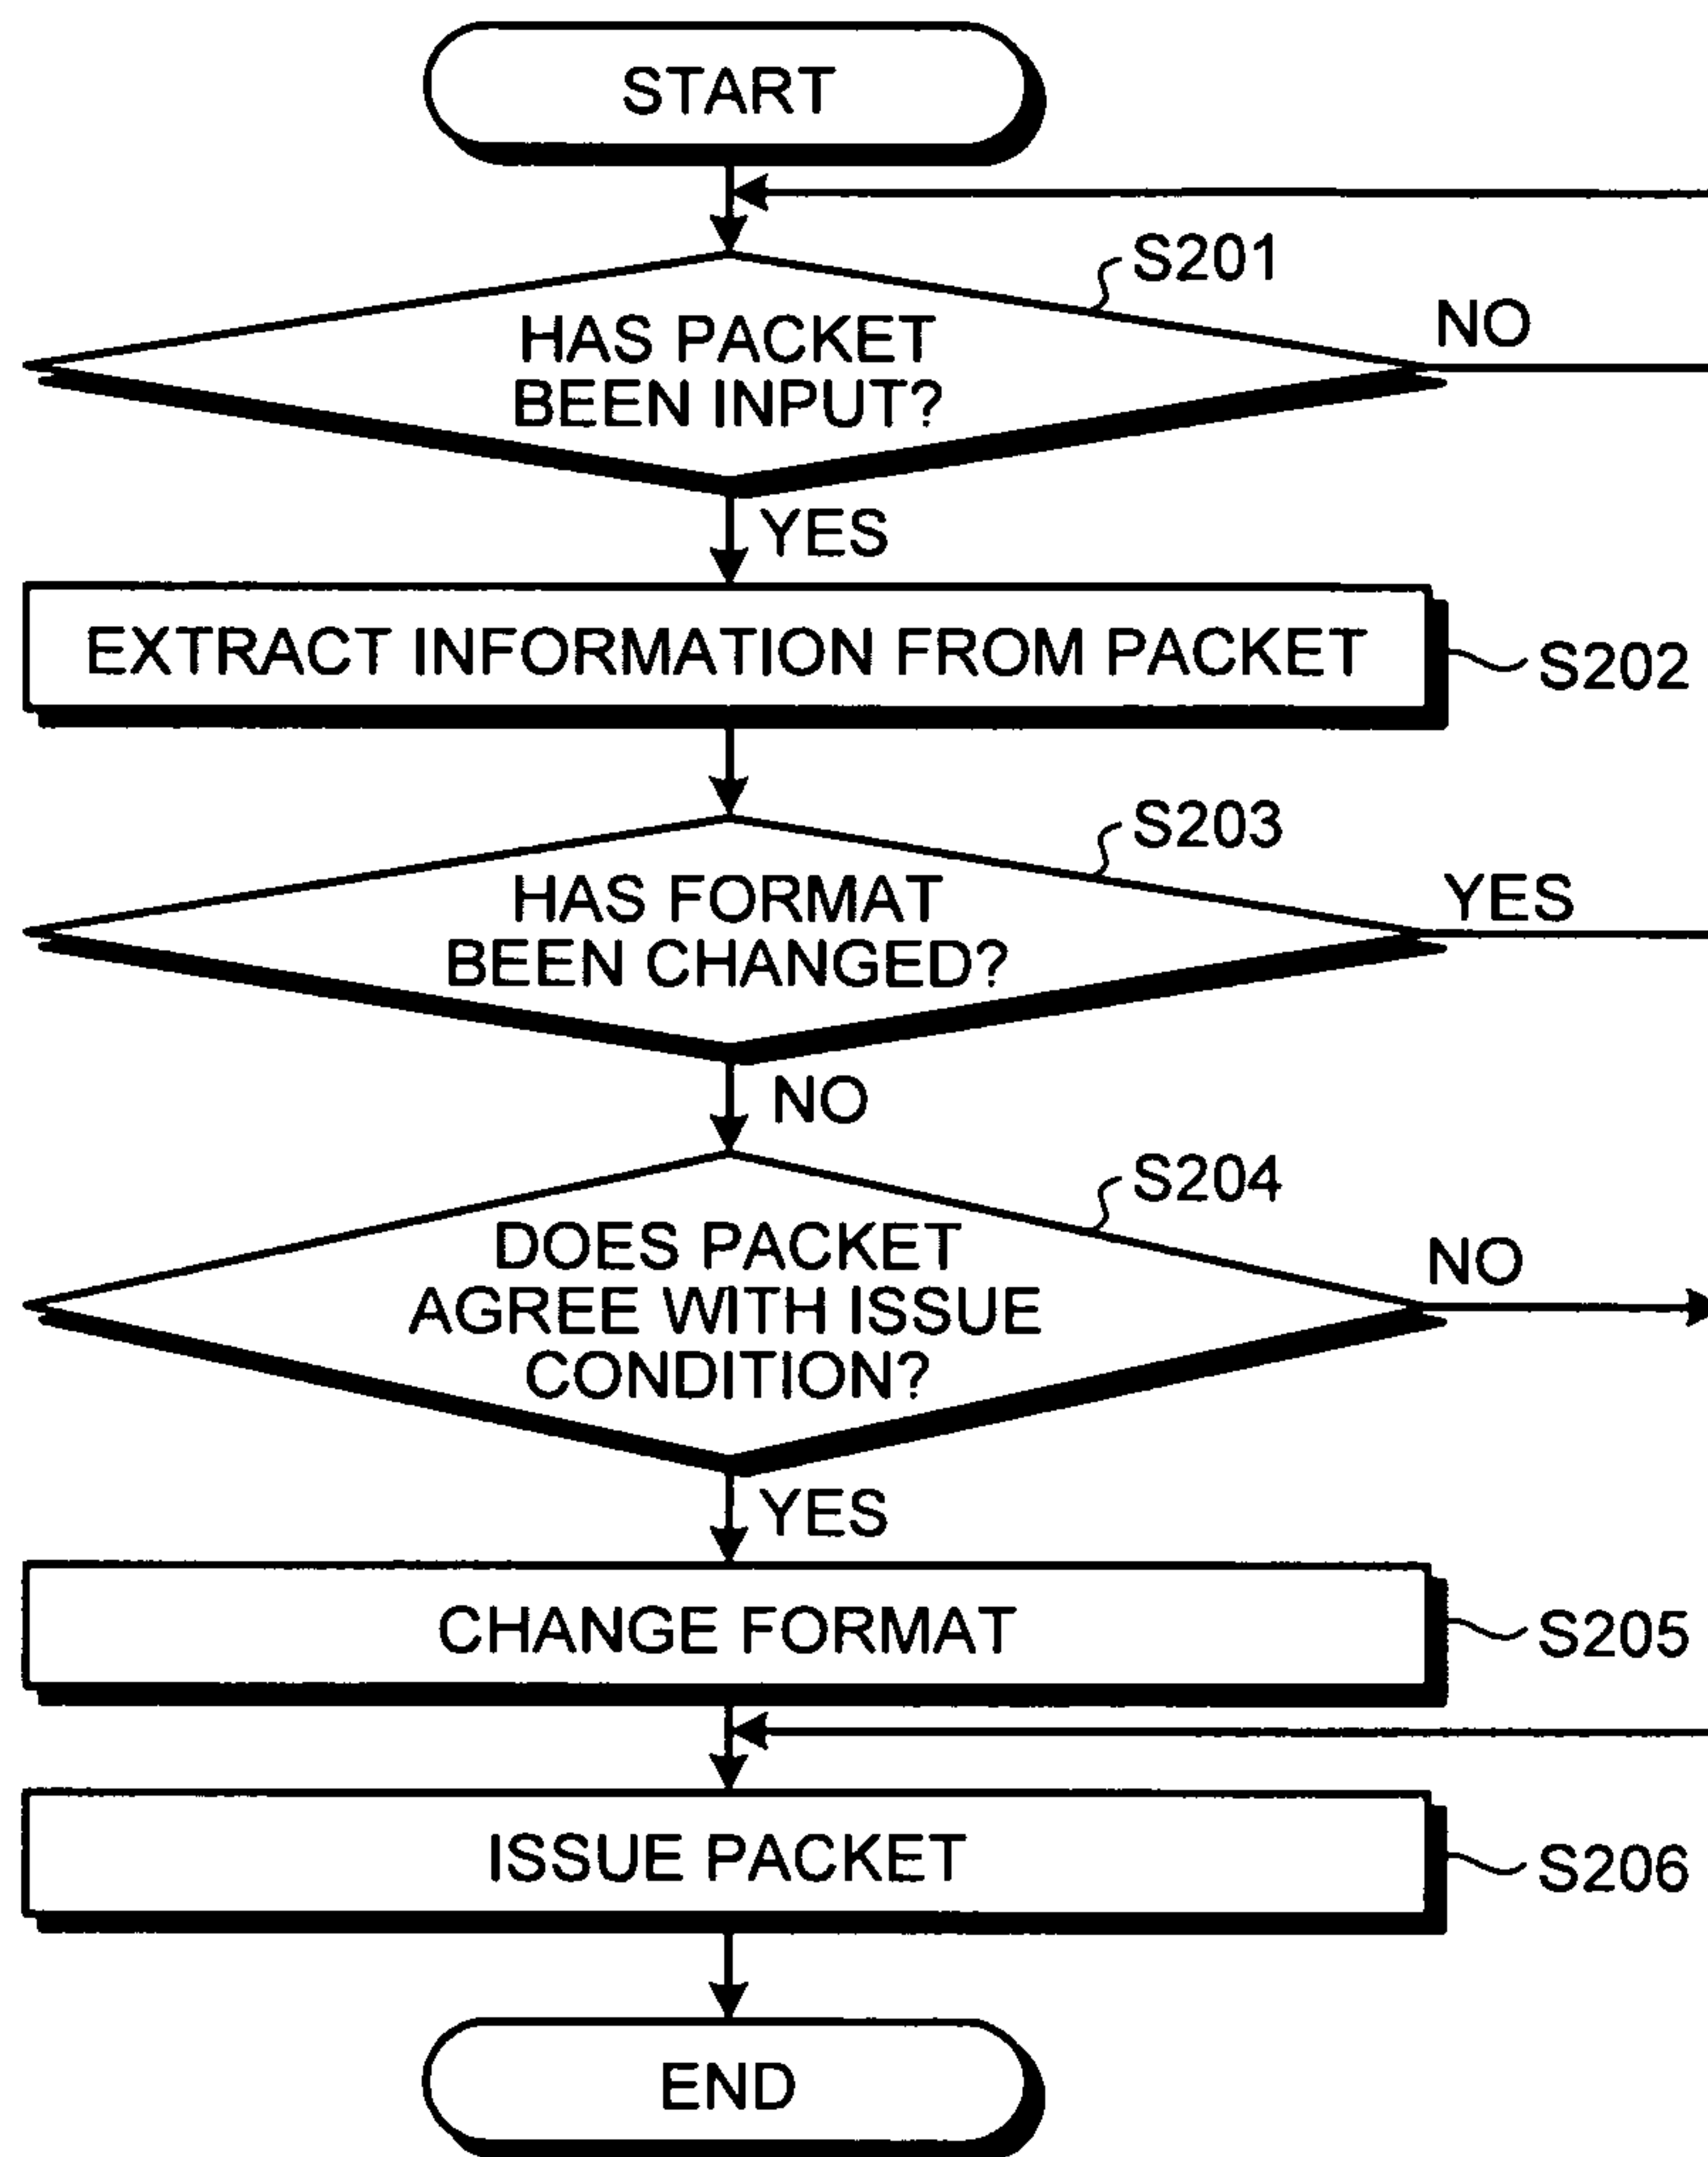 START
S201
HAS PACKET
BEEN INPUT?
NO
YES
EXTRACT INFORMATION FROM PACKET
S202
S203
HAS FORMAT
BEEN CHANGED?
YES
NO
S204
DOES PACKET
AGREE WITH ISSUE
CONDITION?
NO
YES
CHANGE FORMAT
S205
ISSUE PACKET
S206
END